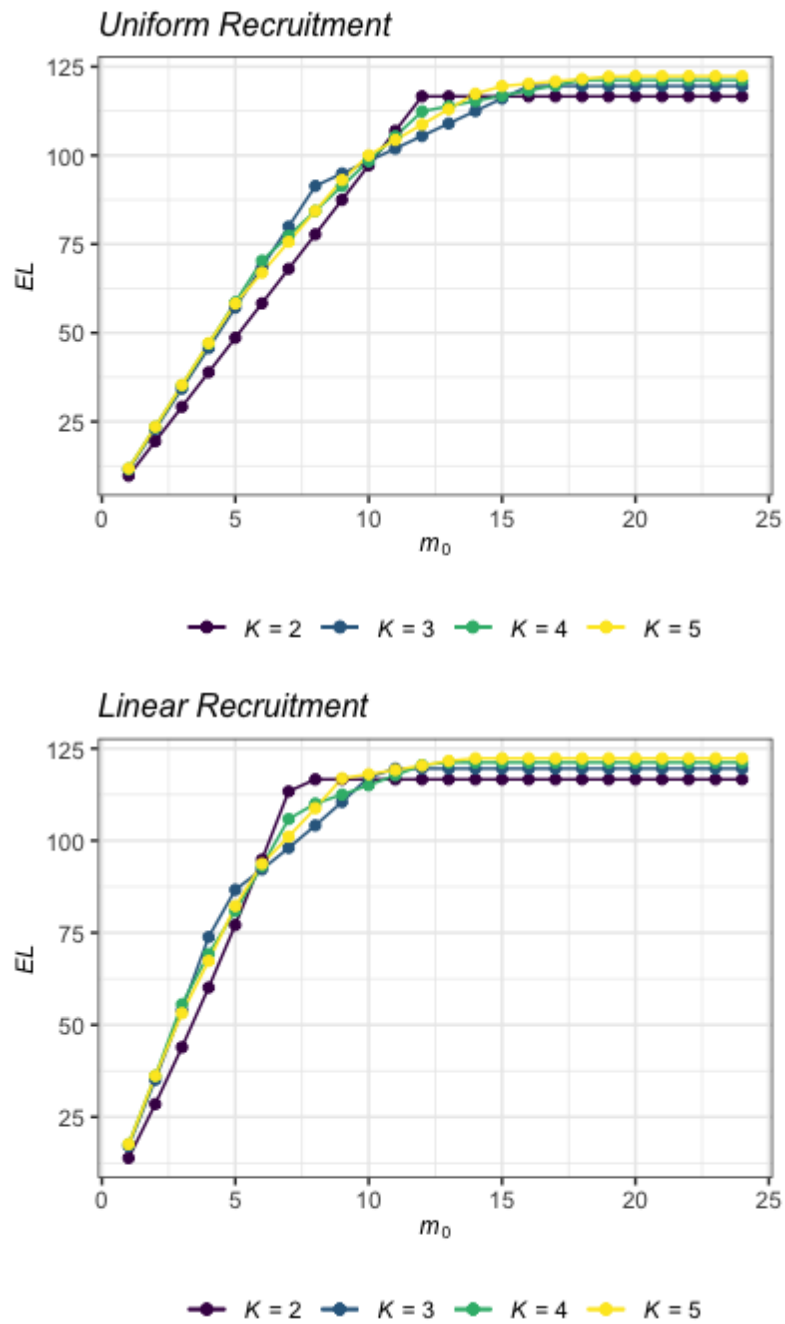 Uniform Recruitment
125
100
75
50
25
EL
0 5 10 15 20 25
m₀
K = 2 K = 3 K = 4 K = 5
Linear Recruitment
125
100
75
50
25
EL
0 5 10 15 20 25
m₀
K = 2 K = 3 K = 4 K = 5